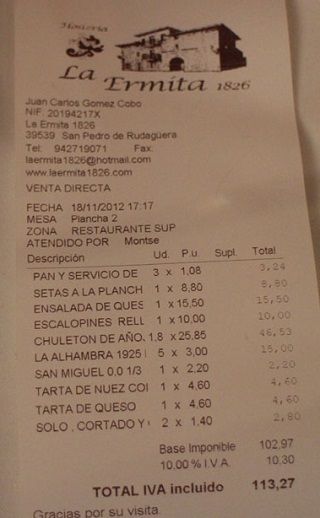 Hosteria
La Ermita 1826
Juan Carlos Gomez Cobo
NIF. 20194217X
La Ermita 1826
39539 San Pedro de Rudagüera
Tel: 942719071 Fax:
laermita1826@hotmail.com
www.laermita1826.com
VENTA DIRECTA
FECHA 18/11/2012 17:17
MESA Plancha 2
ZONA RESTAURANTE SUP
ATENDIDO POR Montse
Descripción Ud. P.u. Supl. Total
PAN Y SERVICIO DE 3 x 1,08 3,24
SETAS A LA PLANCH 1 x 8,80 8,80
ENSALADA DE QUES 1 x 15,50 15,50
ESCALOPINES RELL 1 x 10,00 10,00
CHULETON DE AÑO. 1,8 x 25,85 46,53
LA ALHAMBRA 1925 5 x 3,00 15,00
SAN MIGUEL 0,0 1/3 1 x 2,20 2,20
TARTA DE NUEZ CO 1 x 4,60 4,60
TARTA DE QUESO 1 x 4,60 4,60
SOLO , CORTADO Y 2 x 1,40 2,80
Base Imponible 102,97
10.00 % I.V.A. 10,30
TOTAL IVA incluido 113,27
Gracias por su visita.